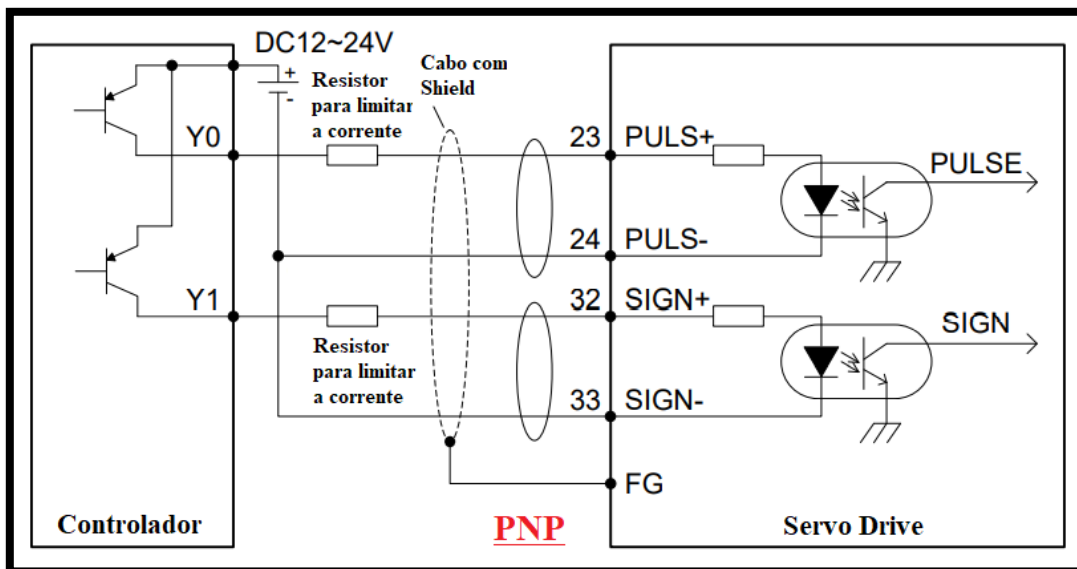 DC12~24V
+
-
Resistor
para limitar
a corrente
Cabo com
Shield
Y0
23
PULS+
PULSE
24
PULS-
Y1
32
SIGN+
SIGN
Resistor
para limitar
a corrente
33
SIGN-
FG
Controlador
PNP
Servo Drive